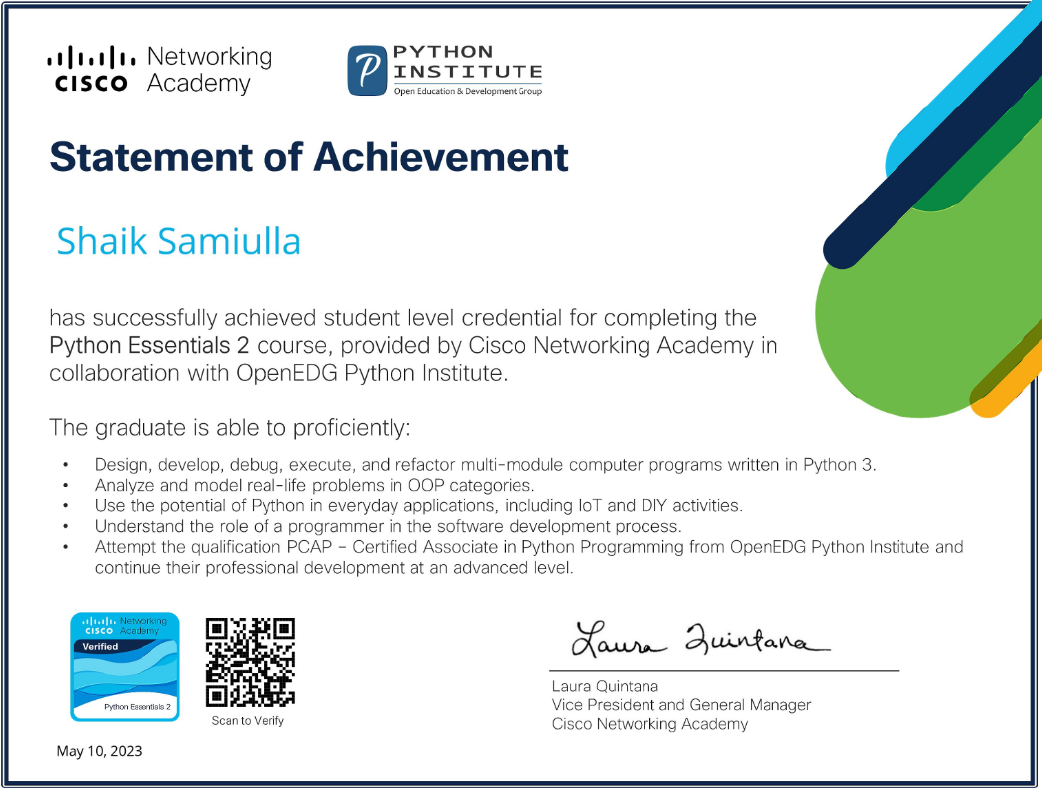 CISCO Networking Academy
P PYTHON INSTITUTE
Open Education & Development Group
Statement of Achievement
Shaik Samiulla
has successfully achieved student level credential for completing the
Python Essentials 2 course, provided by Cisco Networking Academy in
collaboration with OpenEDG Python Institute.
The graduate is able to proficiently:
• Design, develop, debug, execute, and refactor multi-module computer programs written in Python 3.
• Analyze and model real-life problems in OOP categories.
• Use the potential of Python in everyday applications, including IoT and DIY activities.
• Understand the role of a programmer in the software development process.
• Attempt the qualification PCAP – Certified Associate in Python Programming from OpenEDG Python Institute and
continue their professional development at an advanced level.
CISCO Networking Academy
Verified
Python Essentials 2
Scan to Verify
Laura Quintana
Laura Quintana
Vice President and General Manager
Cisco Networking Academy
May 10, 2023